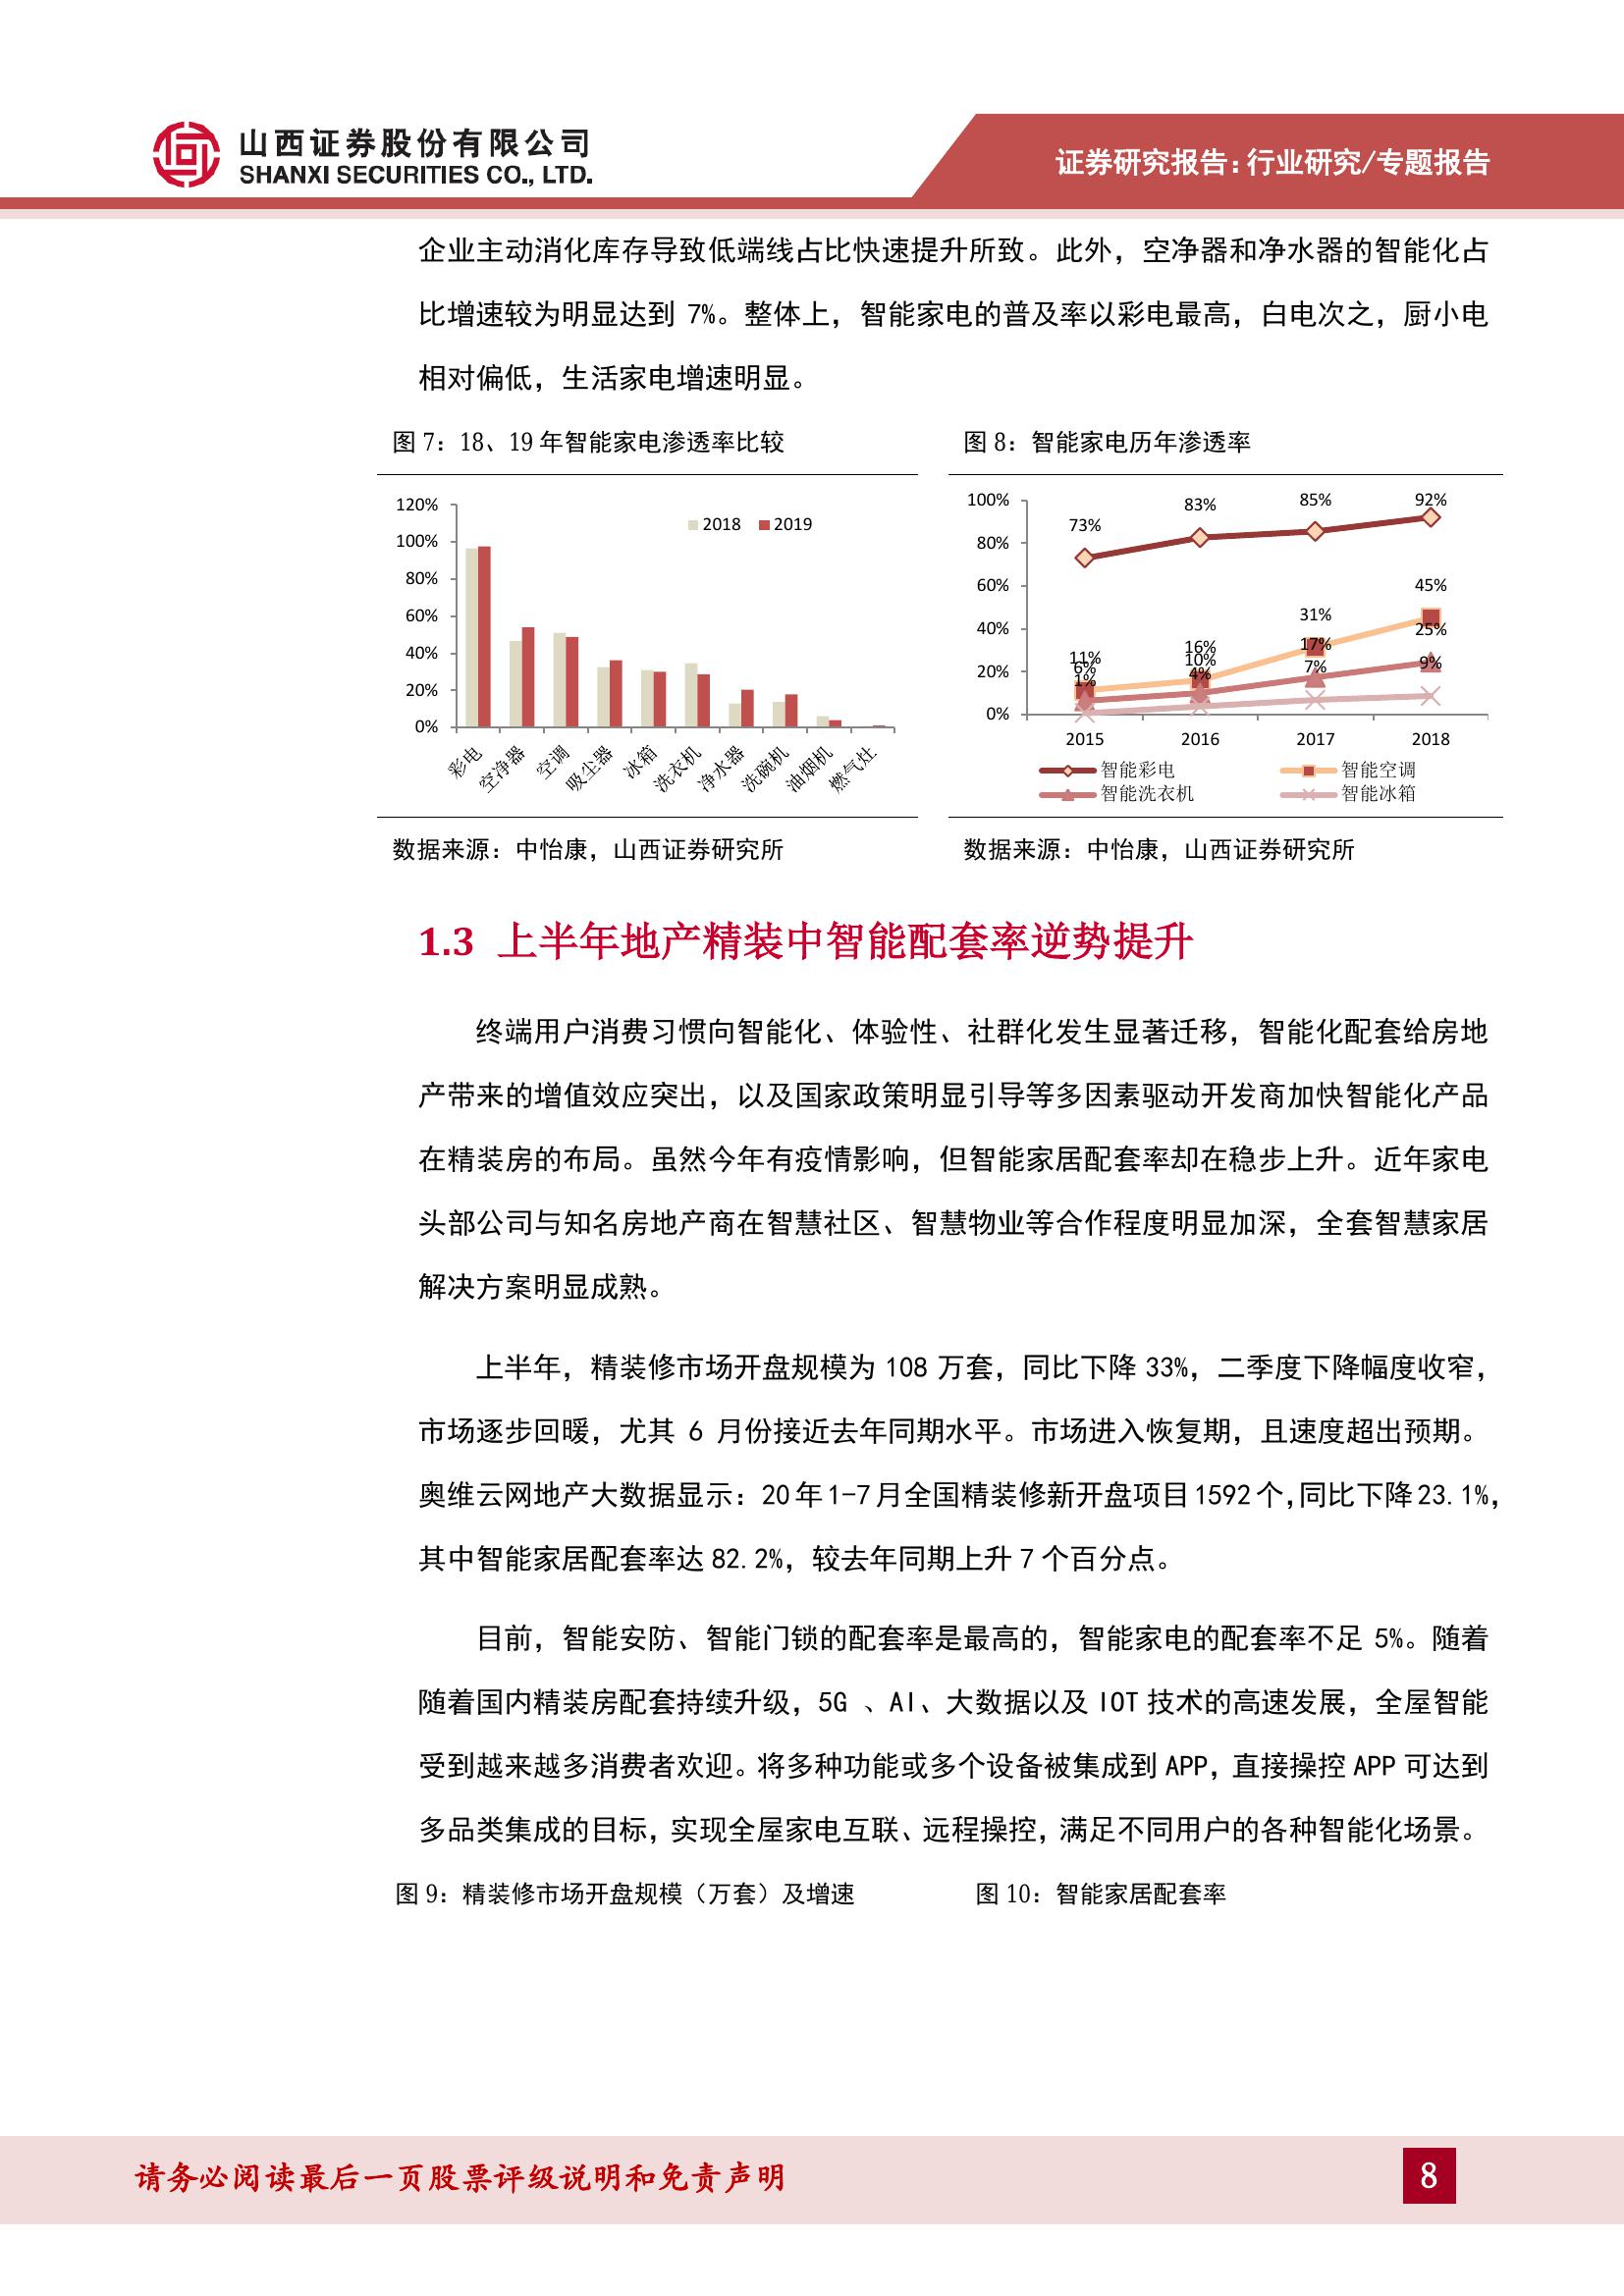 山西证券股份有限公司
SHANXI SECURITIES CO., LTD.
证券研究报告:行业研究/专题报告
企业主动消化库存导致低端线占比快速提升所致。此外，空净器和净水器的智能化占
比增速较为明显达到 7%。整体上，智能家电的普及率以彩电最高，白电次之，厨小电
相对偏低，生活家电增速明显。
图 7：18、19 年智能家电渗透率比较
120%
100%
80%
60%
40%
20%
0%
2018 2019
彩电
空净器
空调
吸尘器
冰箱
洗衣机
净水器
洗碗机
油烟机
燃气灶
数据来源：中怡康，山西证券研究所
图 8：智能家电历年渗透率
100%
80%
60%
40%
20%
0%
73% 83% 85% 92%
11% 16% 31% 45%
6% 10% 17% 25%
1% 4% 7% 9%
2015 2016 2017 2018
智能彩电 智能空调
智能洗衣机 智能冰箱
数据来源：中怡康，山西证券研究所
1.3 上半年地产精装中智能配套率逆势提升
终端用户消费习惯向智能化、体验性、社群化发生显著迁移，智能化配套给房地
产带来的增值效应突出，以及国家政策明显引导等多因素驱动开发商加快智能化产品
在精装房的布局。虽然今年有疫情影响，但智能家居配套率却在稳步上升。近年家电
头部公司与知名房地产商在智慧社区、智慧物业等合作程度明显加深，全套智慧家居
解决方案明显成熟。
上半年，精装修市场开盘规模为 108 万套，同比下降 33%，二季度下降幅度收窄，
市场逐步回暖，尤其 6 月份接近去年同期水平。市场进入恢复期，且速度超出预期。
奥维云网地产大数据显示：20 年 1-7 月全国精装修新开盘项目 1592 个，同比下降 23.1%，
其中智能家居配套率达 82.2%，较去年同期上升 7 个百分点。
目前，智能安防、智能门锁的配套率是最高的，智能家电的配套率不足 5%。随着
随着国内精装房配套持续升级，5G 、AI、大数据以及 IOT 技术的高速发展，全屋智能
受到越来越多消费者欢迎。将多种功能或多个设备被集成到 APP，直接操控 APP 可达到
多品类集成的目标，实现全屋家电互联、远程操控，满足不同用户的各种智能化场景。
图 9：精装修市场开盘规模（万套）及增速
图 10：智能家居配套率
请务必阅读最后一页股票评级说明和免责声明
8